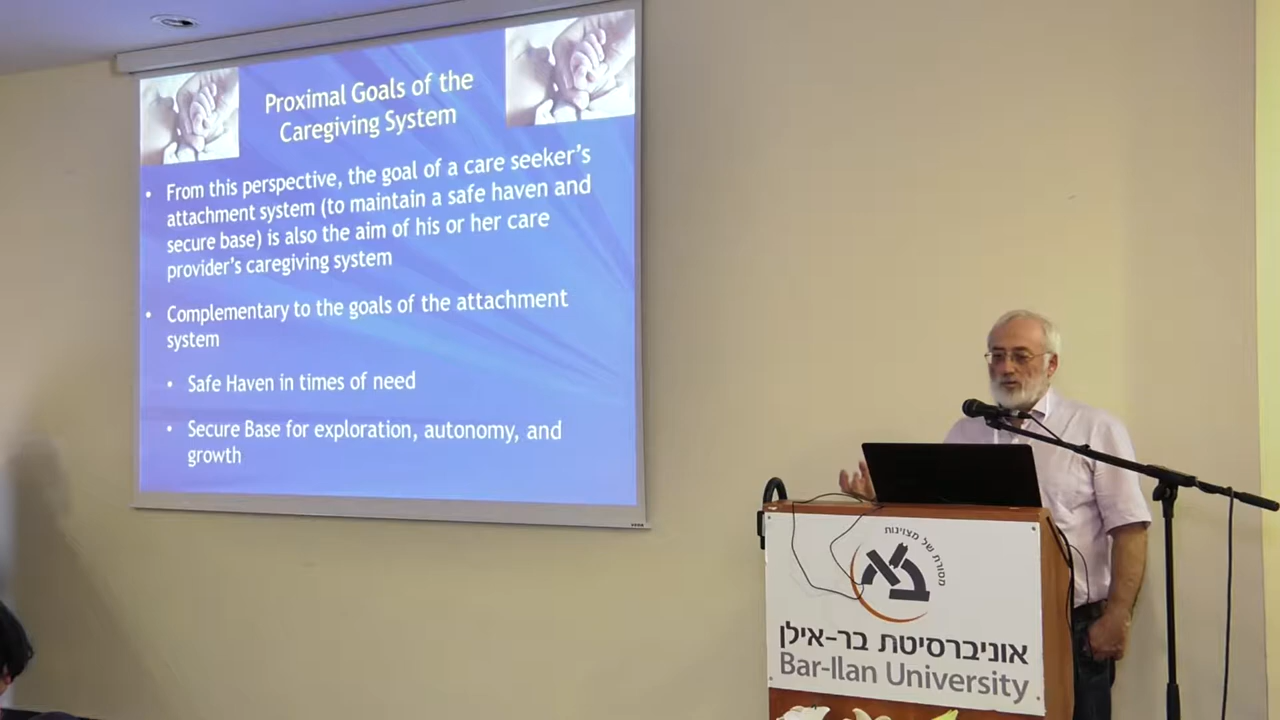 Proximal Goals of the
Caregiving System
• From this perspective, the goal of a care seeker's
attachment system (to maintain a safe haven and
secure base) is also the aim of his or her care
provider's caregiving system
• Complementary to the goals of the attachment
system
• Safe Haven in times of need
• Secure Base for exploration, autonomy, and
growth
מסורת של מצוינות
בא
אוניברסיטת בר-אילן
Bar-Ilan University